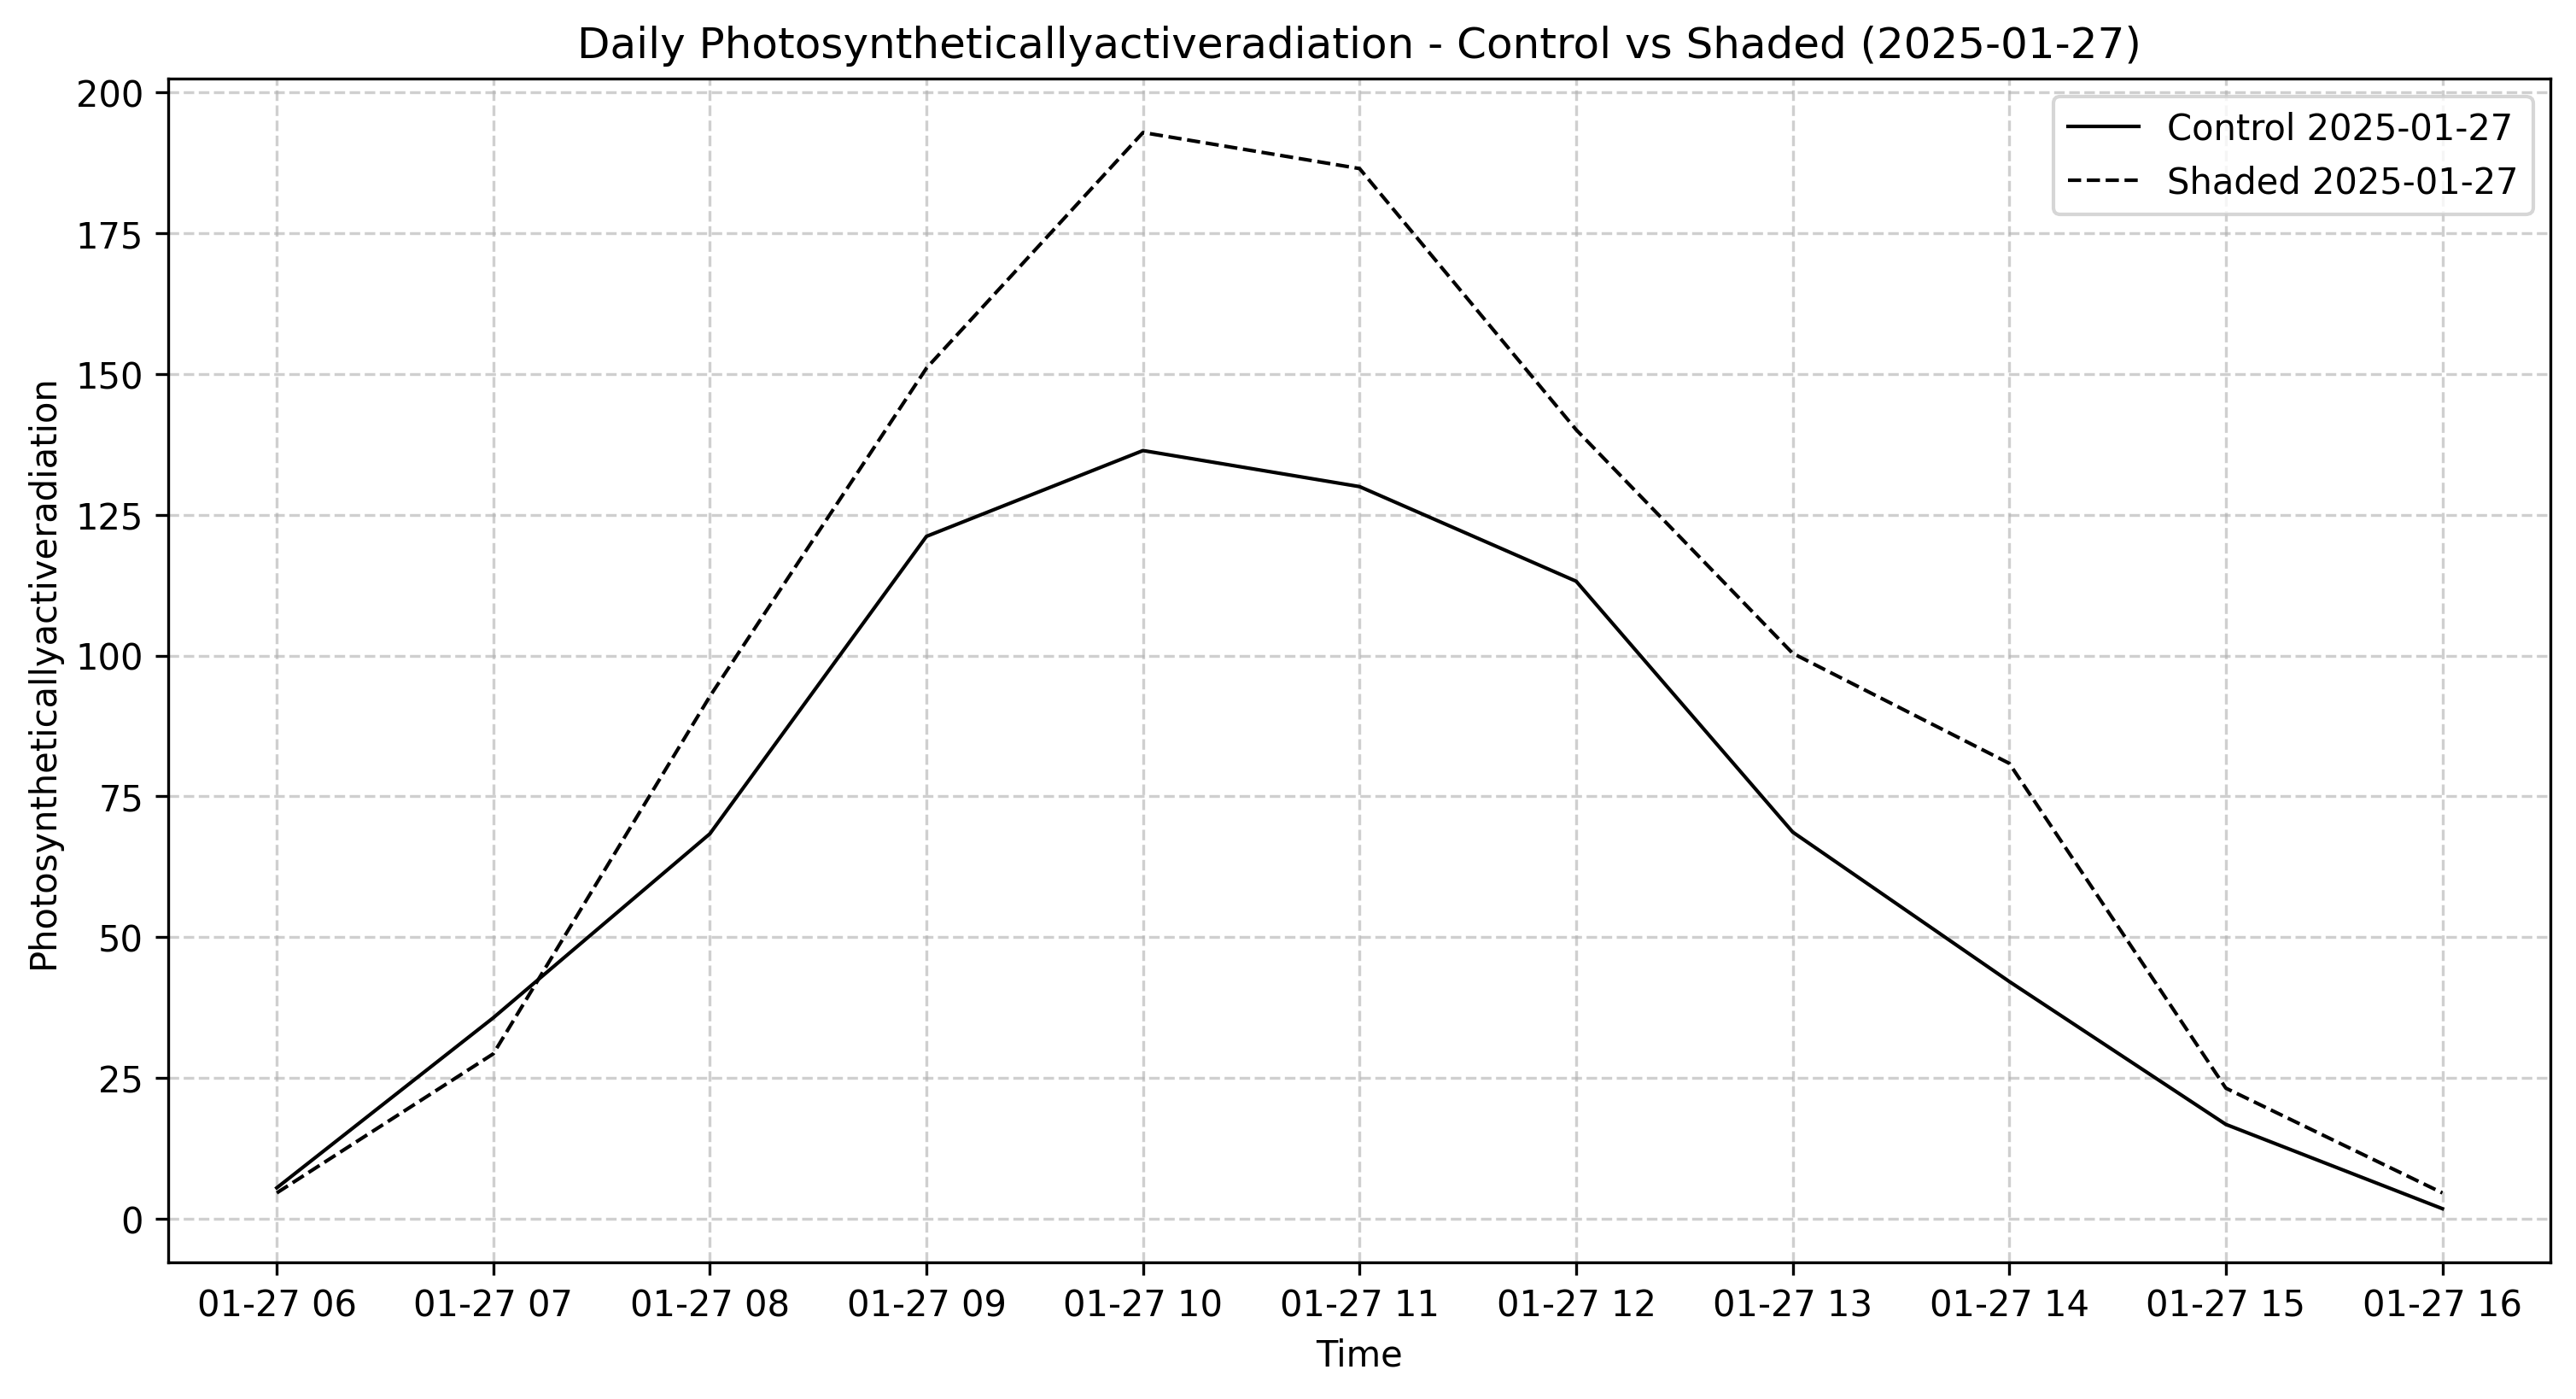 Daily Photosyntheticallyactiveradiation - Control vs Shaded (2025-01-27)
Control 2025-01-27
Shaded 2025-01-27
Photosyntheticallyactiveradiation
200
175
150
125
100
75
50
25
0
01-27 06 01-27 07 01-27 08 01-27 09 01-27 10 01-27 11 01-27 12 01-27 13 01-27 14 01-27 15 01-27 16
Time